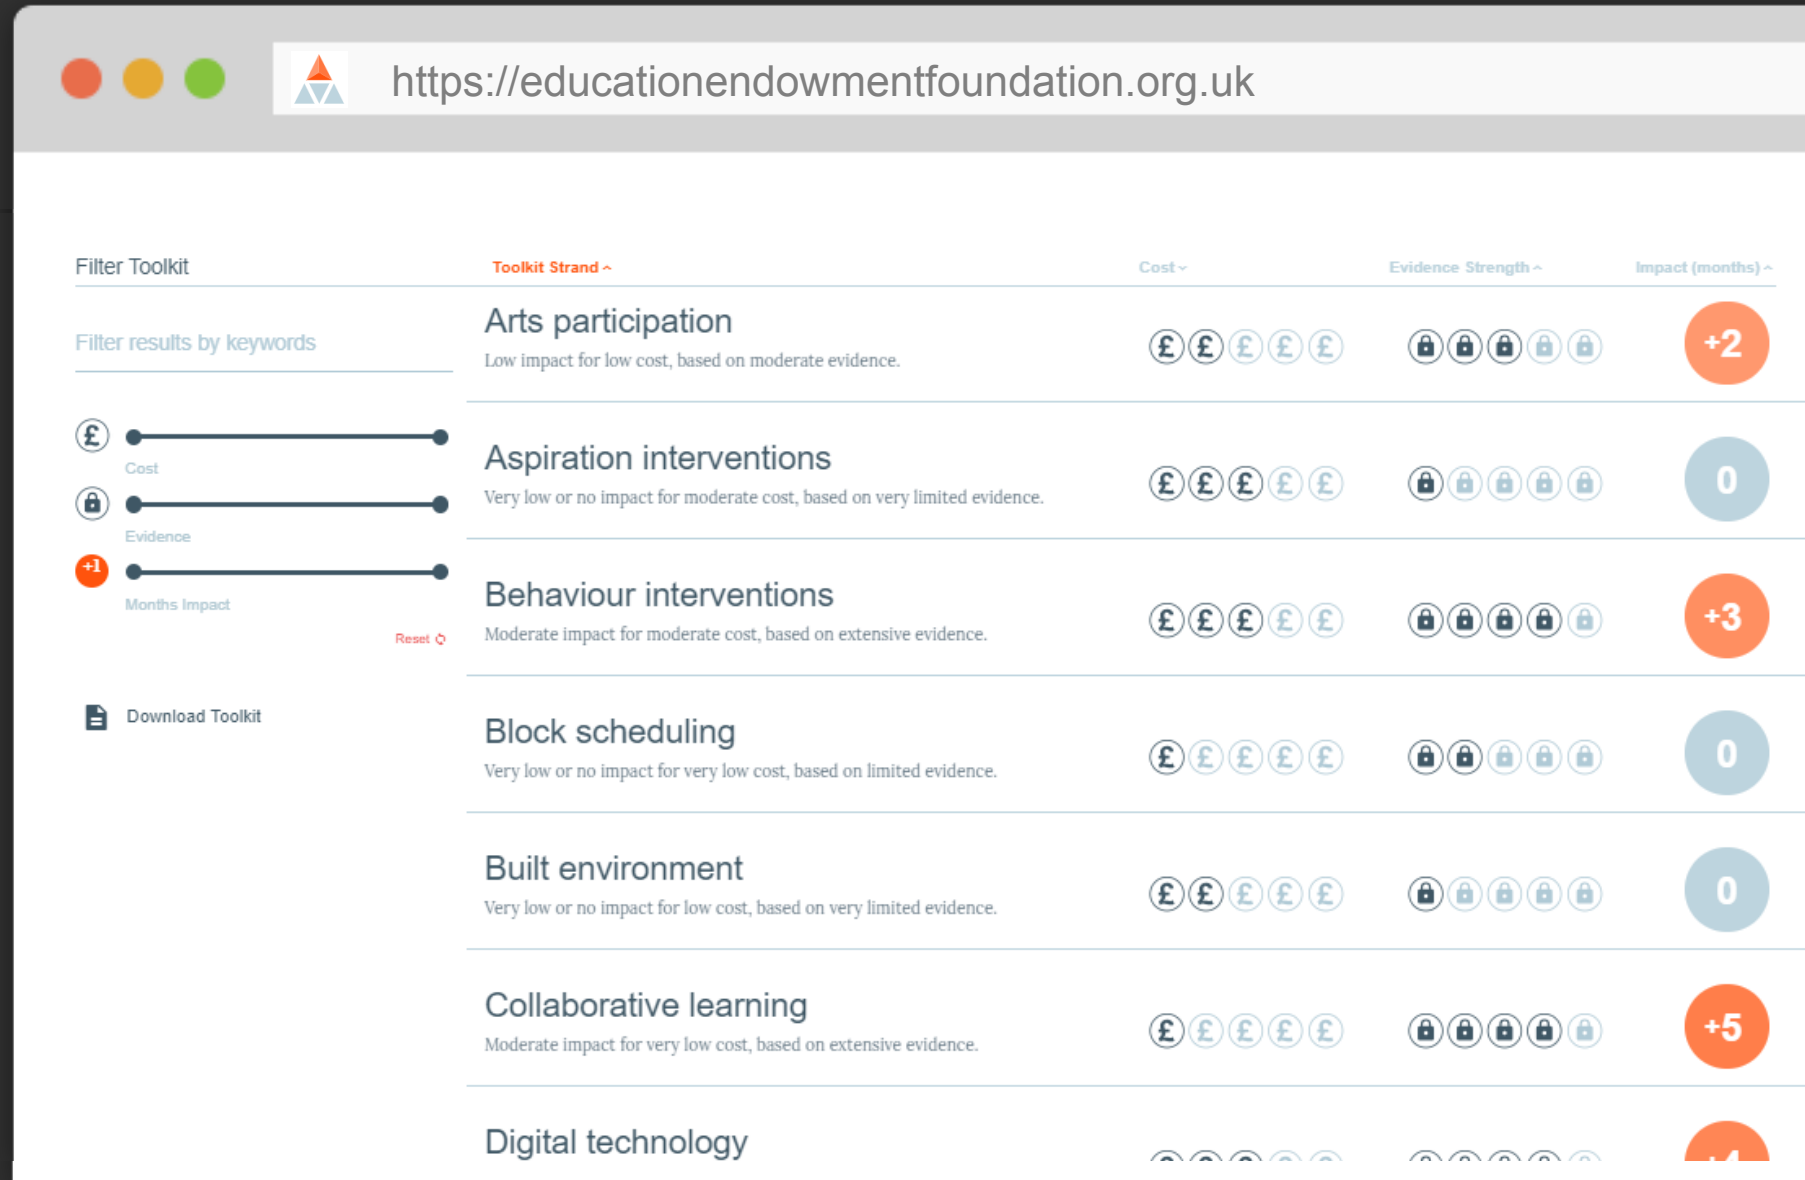 https://educationendowmentfoundation.org.uk
Filter Toolkit
Toolkit Strand
Cost
Evidence Strength
Impact (months)
Filter results by keywords
£
Cost
Evidence
+1
Months Impact
Reset
Download Toolkit
Arts participation
Low impact for low cost, based on moderate evidence.
£ £ £ £ £
+2
Aspiration interventions
Very low or no impact for moderate cost, based on very limited evidence.
£ £ £ £ £
0
Behaviour interventions
Moderate impact for moderate cost, based on extensive evidence.
£ £ £ £ £
+3
Block scheduling
Very low or no impact for very low cost, based on limited evidence.
£ £ £ £ £
0
Built environment
Very low or no impact for low cost, based on very limited evidence.
£ £ £ £ £
0
Collaborative learning
Moderate impact for very low cost, based on extensive evidence.
£ £ £ £ £
+5
Digital technology
+4